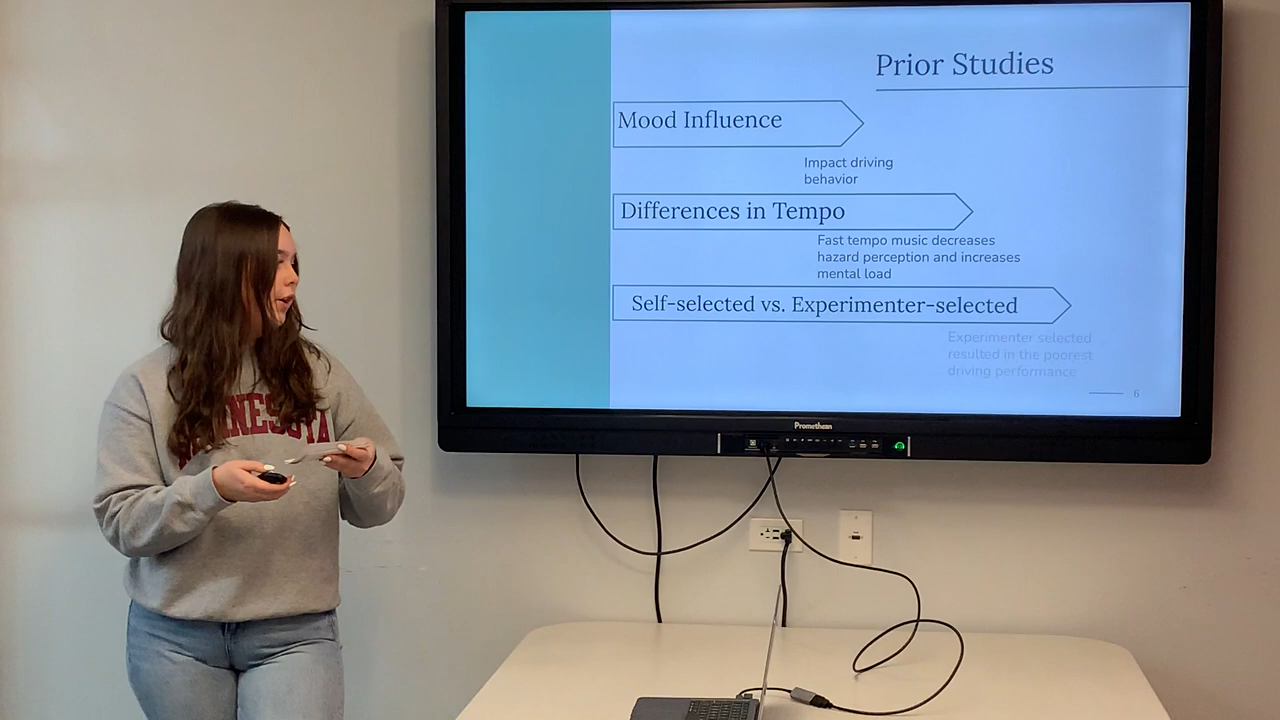 Prior Studies
Mood Influence
Impact driving
behavior
Differences in Tempo
Fast tempo music decreases
hazard perception and increases
mental load
Self-selected vs. Experimenter-selected
Experimenter selected
resulted in the poorest
driving performance
6
Promethean